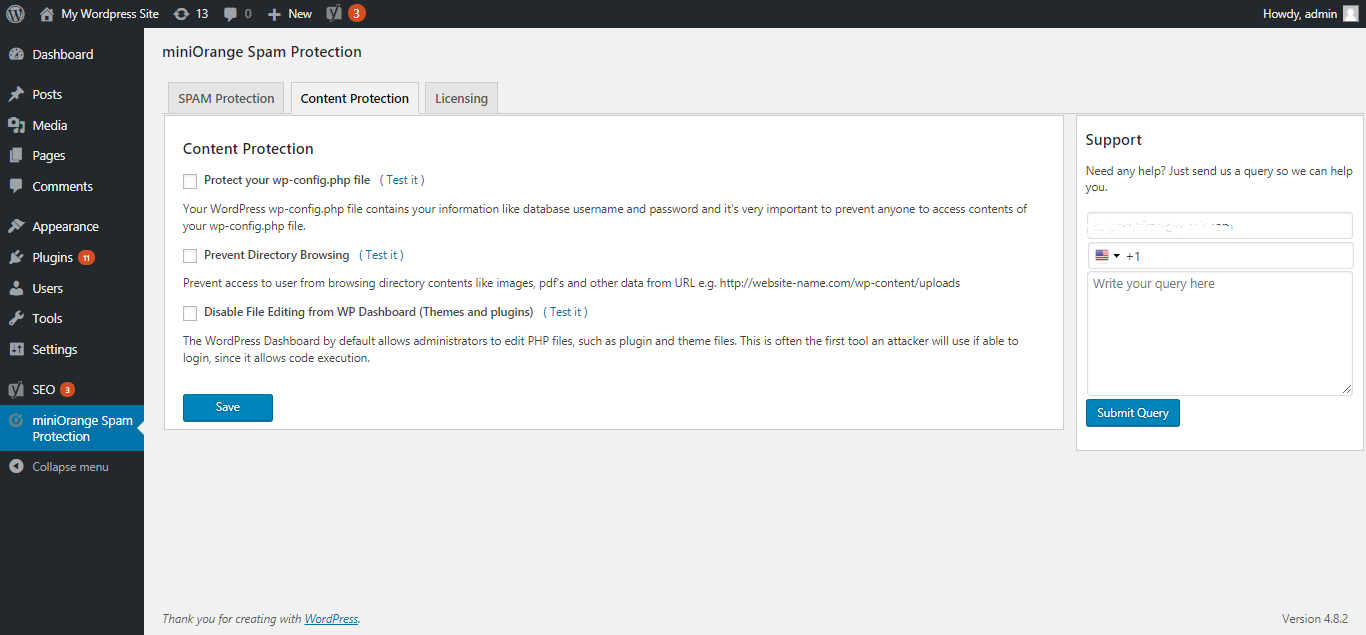 My Wordpress Site 13 0 New 3 Howdy, admin
Dashboard
Posts
Media
Pages
Comments
Appearance
Plugins 11
Users
Tools
Settings
SEO 3
miniOrange Spam
Protection
Collapse menu
miniOrange Spam Protection
SPAM Protection Content Protection Licensing
Content Protection
Protect your wp-config.php file ( Test it )
Your WordPress wp-config.php file contains your information like database username and password and it's very important to prevent anyone to access contents of
your wp-config.php file.
Prevent Directory Browsing ( Test it )
Prevent access to user from browsing directory contents like images, pdf's and other data from URL e.g. http://website-name.com/wp-content/uploads
Disable File Editing from WP Dashboard (Themes and plugins) ( Test it )
The WordPress Dashboard by default allows administrators to edit PHP files, such as plugin and theme files. This is often the first tool an attacker will use if able to
login, since it allows code execution.
Save
Support
Need any help? Just send us a query so we can help
you.
+1
Write your query here
Submit Query
Thank you for creating with WordPress.
Version 4.8.2